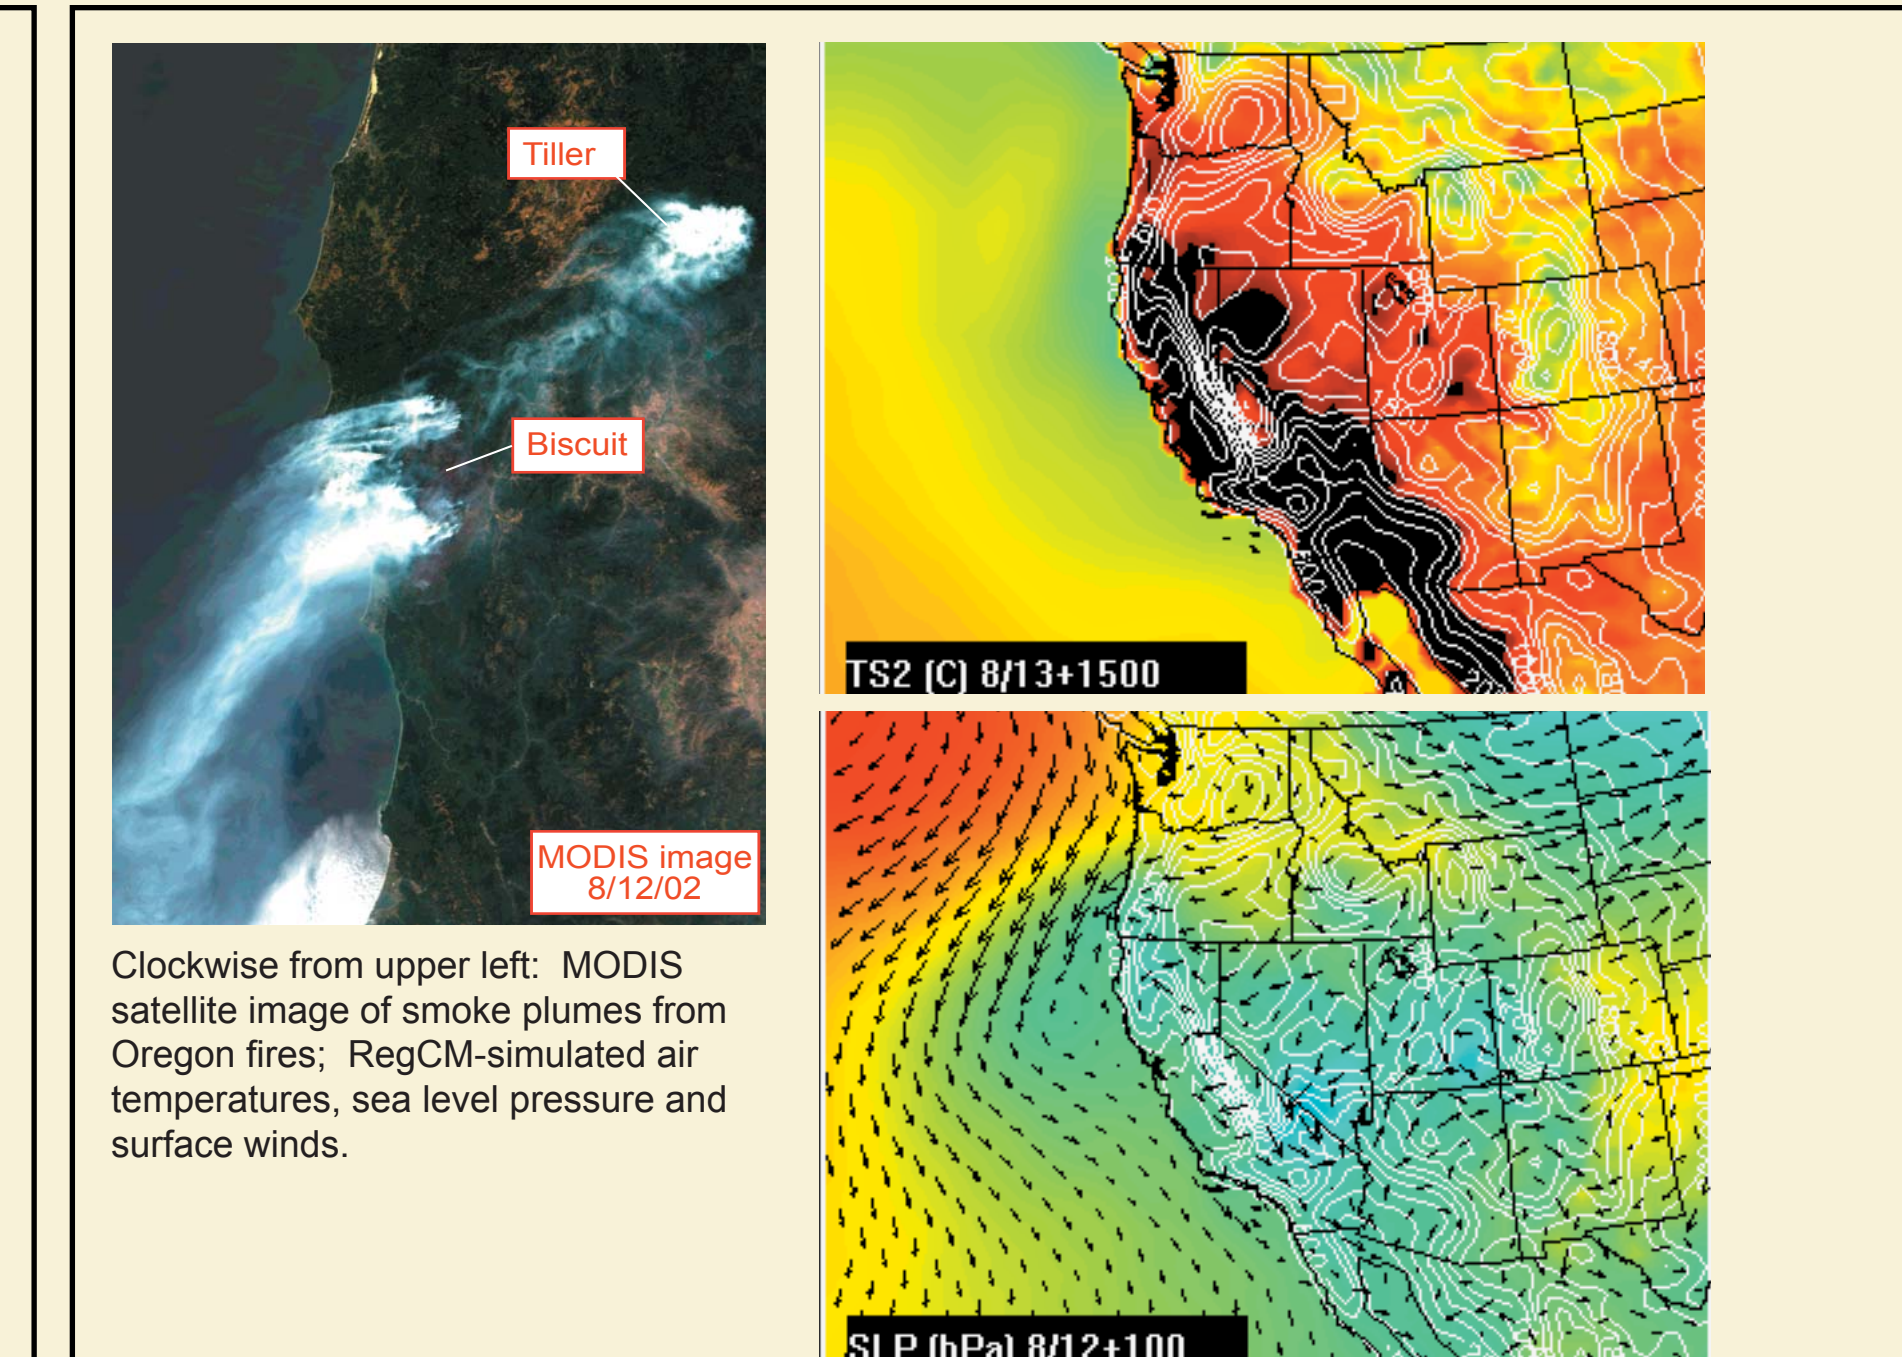 Tiller
Biscuit
MODIS image
8/12/02
Clockwise from upper left: MODIS
satellite image of smoke plumes from
Oregon fires; RegCM-simulated air
temperatures, sea level pressure and
surface winds.
TS2 (C) 8/13+1500
SLP (hPa) 8/12+100